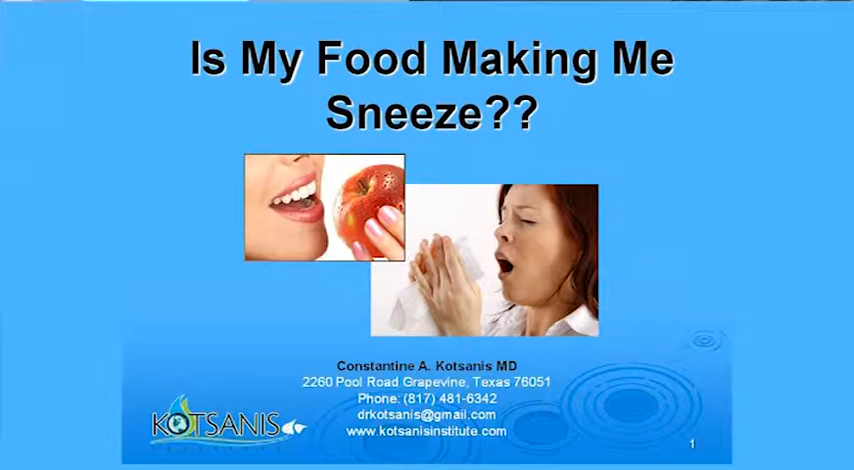 Is My Food Making Me
Sneeze??
Constantine A. Kotsanis MD
2260 Pool Road Grapevine, Texas 76051
Phone: (817) 481-6342
drkotsanis@gmail.com
www.kotsanisinstitute.com
KOTSANIS
1